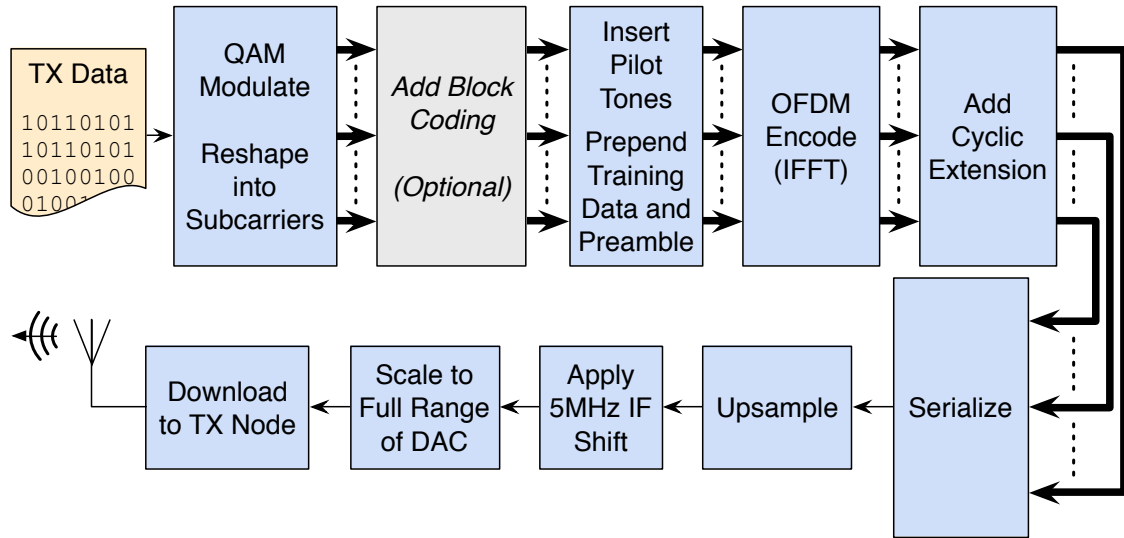 TX Data
10110101
10110101
00100100
0100
QAM
Modulate
Reshape
into
Subcarriers
Add Block
Coding
(Optional)
Insert
Pilot
Tones
Prepend
Training
Data and
Preamble
OFDM
Encode
(IFFT)
Add
Cyclic
Extension
Serialize
Upsample
Apply
5MHz IF
Shift
Scale to
Full Range
of DAC
Download
to TX Node